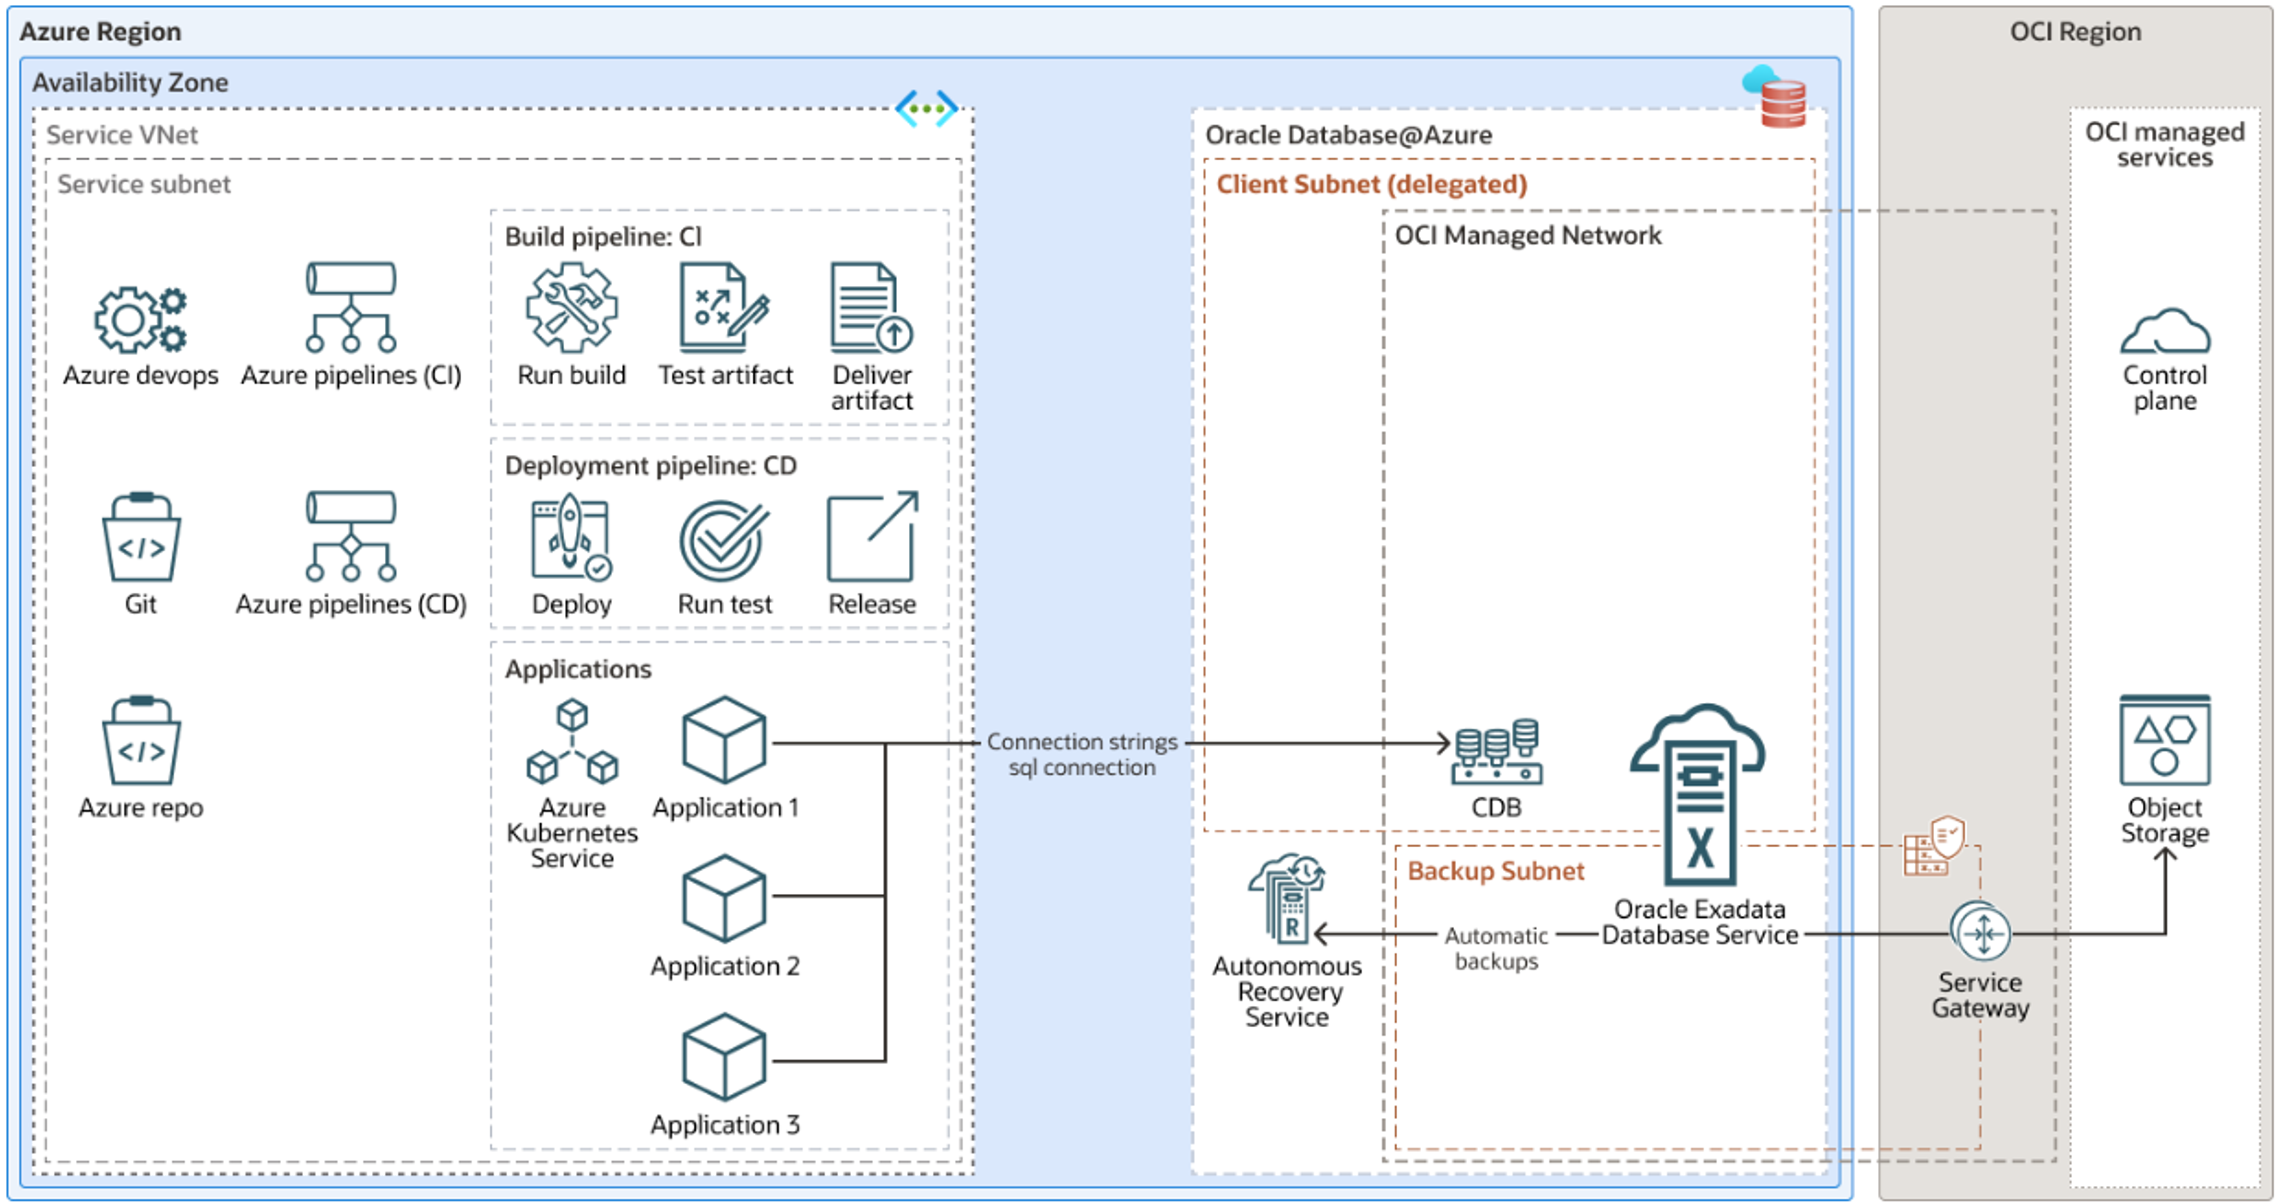 Azure Region
Availability Zone
Service VNet
Service subnet
Azure devops
Azure pipelines (CI)
Build pipeline: CI
Run build
Test artifact
Deliver
artifact
Git
Azure pipelines (CD)
Deployment pipeline: CD
Deploy
Run test
Release
Azure repo
Applications
Azure
Kubernetes
Service
Application 1
Application 2
Application 3
Connection strings
sql connection
Oracle Database@Azure
Client Subnet (delegated)
OCI Managed Network
CDB
X
Oracle Exadata
Database Service
Backup Subnet
Automatic
backups
R
Autonomous
Recovery
Service
OCI Region
Service
Gateway
OCI managed
services
Control
plane
Object
Storage